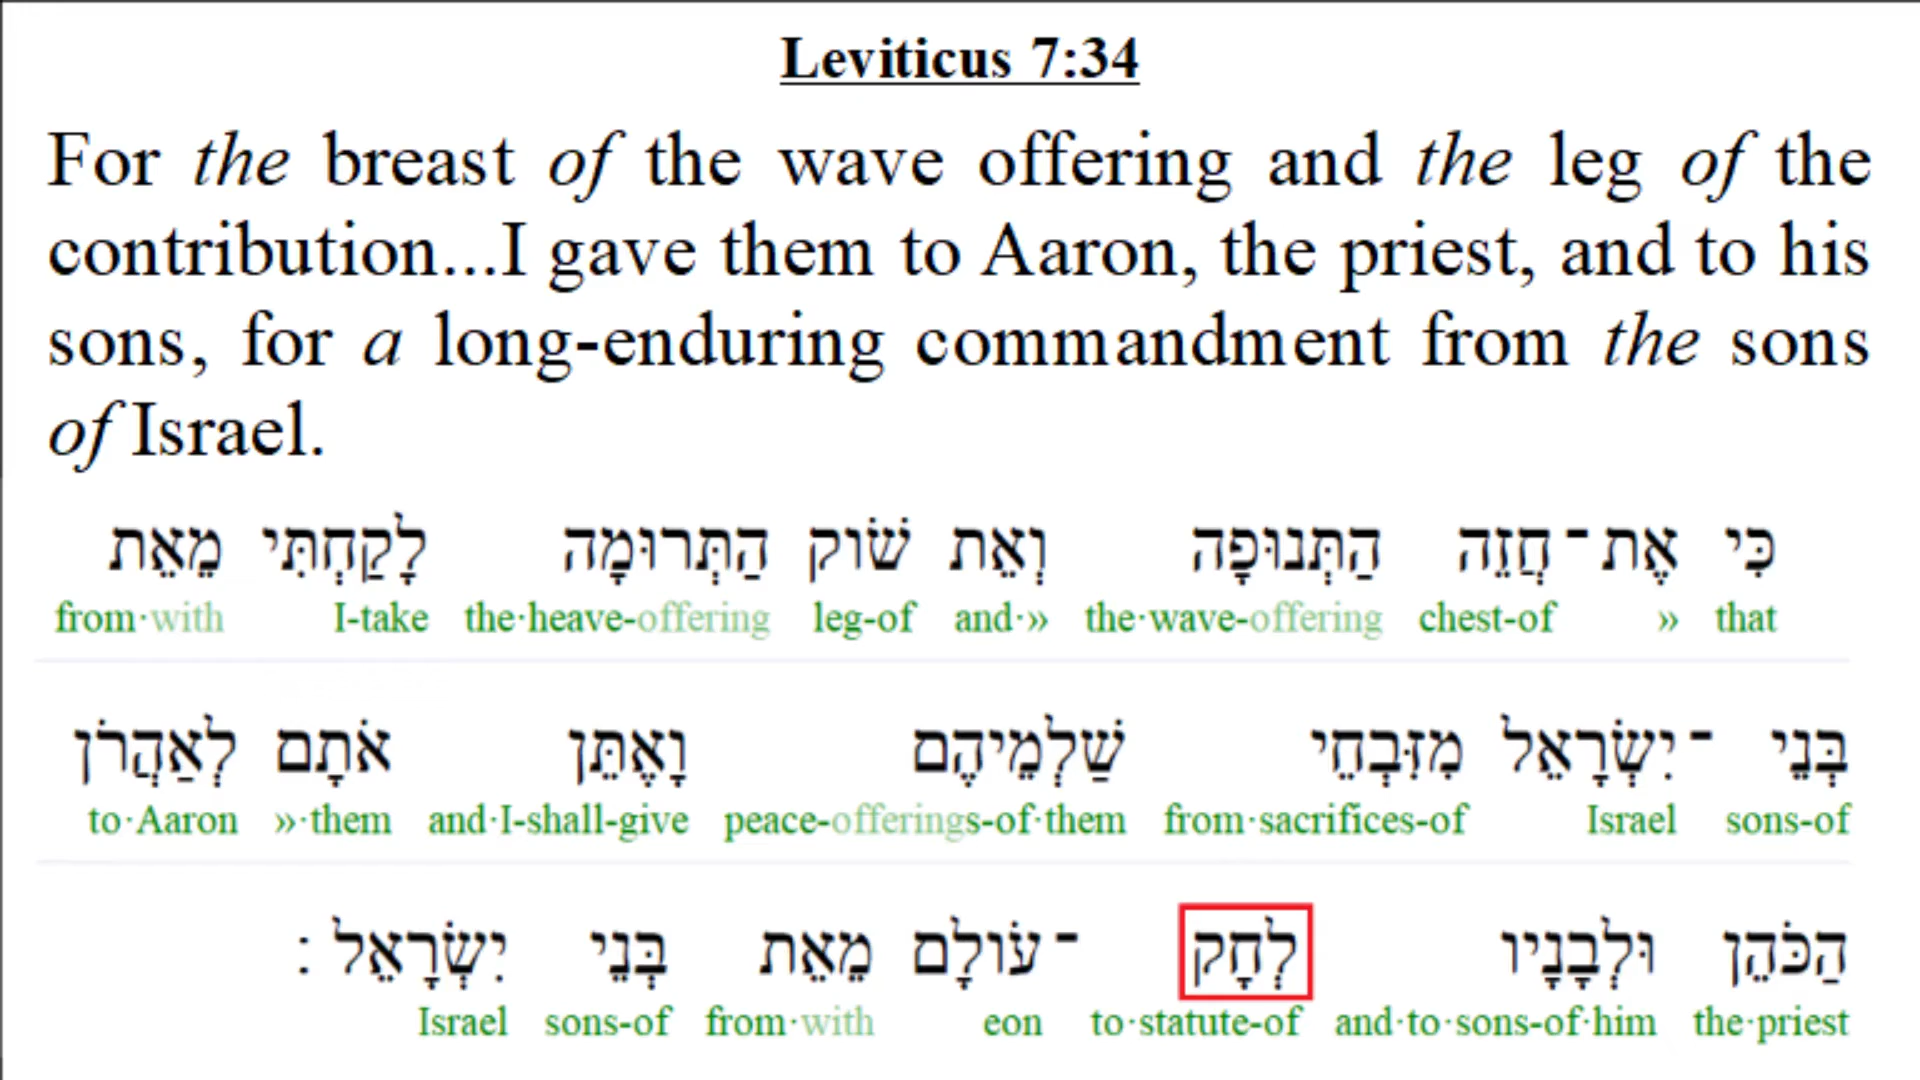 Leviticus 7:34
For the breast of the wave offering and the leg of the
contribution...I gave them to Aaron, the priest, and to his
sons, for a long-enduring commandment from the sons
of Israel.
כִּי אֶת־חֲזֵה הַתְּנוּפָה וְאֵת שׁוֹק הַתְּרוּמָה לָקַחְתִּי מֵאֵת
from·with I-take the·heave-offering leg-of and·» the·wave-offering chest-of » that
בְּנֵי־יִשְׂרָאֵל מִזִּבְחֵי שַׁלְמֵיהֶם וָאֶתֵּן אֹתָם לְאַהֲרֹן
to·Aaron »·them and·I-shall-give peace-offerings-of·them from·sacrifices-of Israel sons-of
הַכֹּהֵן וּלְבָנָיו לְחָק־עוֹלָם מֵאֵת בְּנֵי יִשְׂרָאֵל :
Israel sons-of from·with eon to·statute-of and·to·sons-of·him the·priest